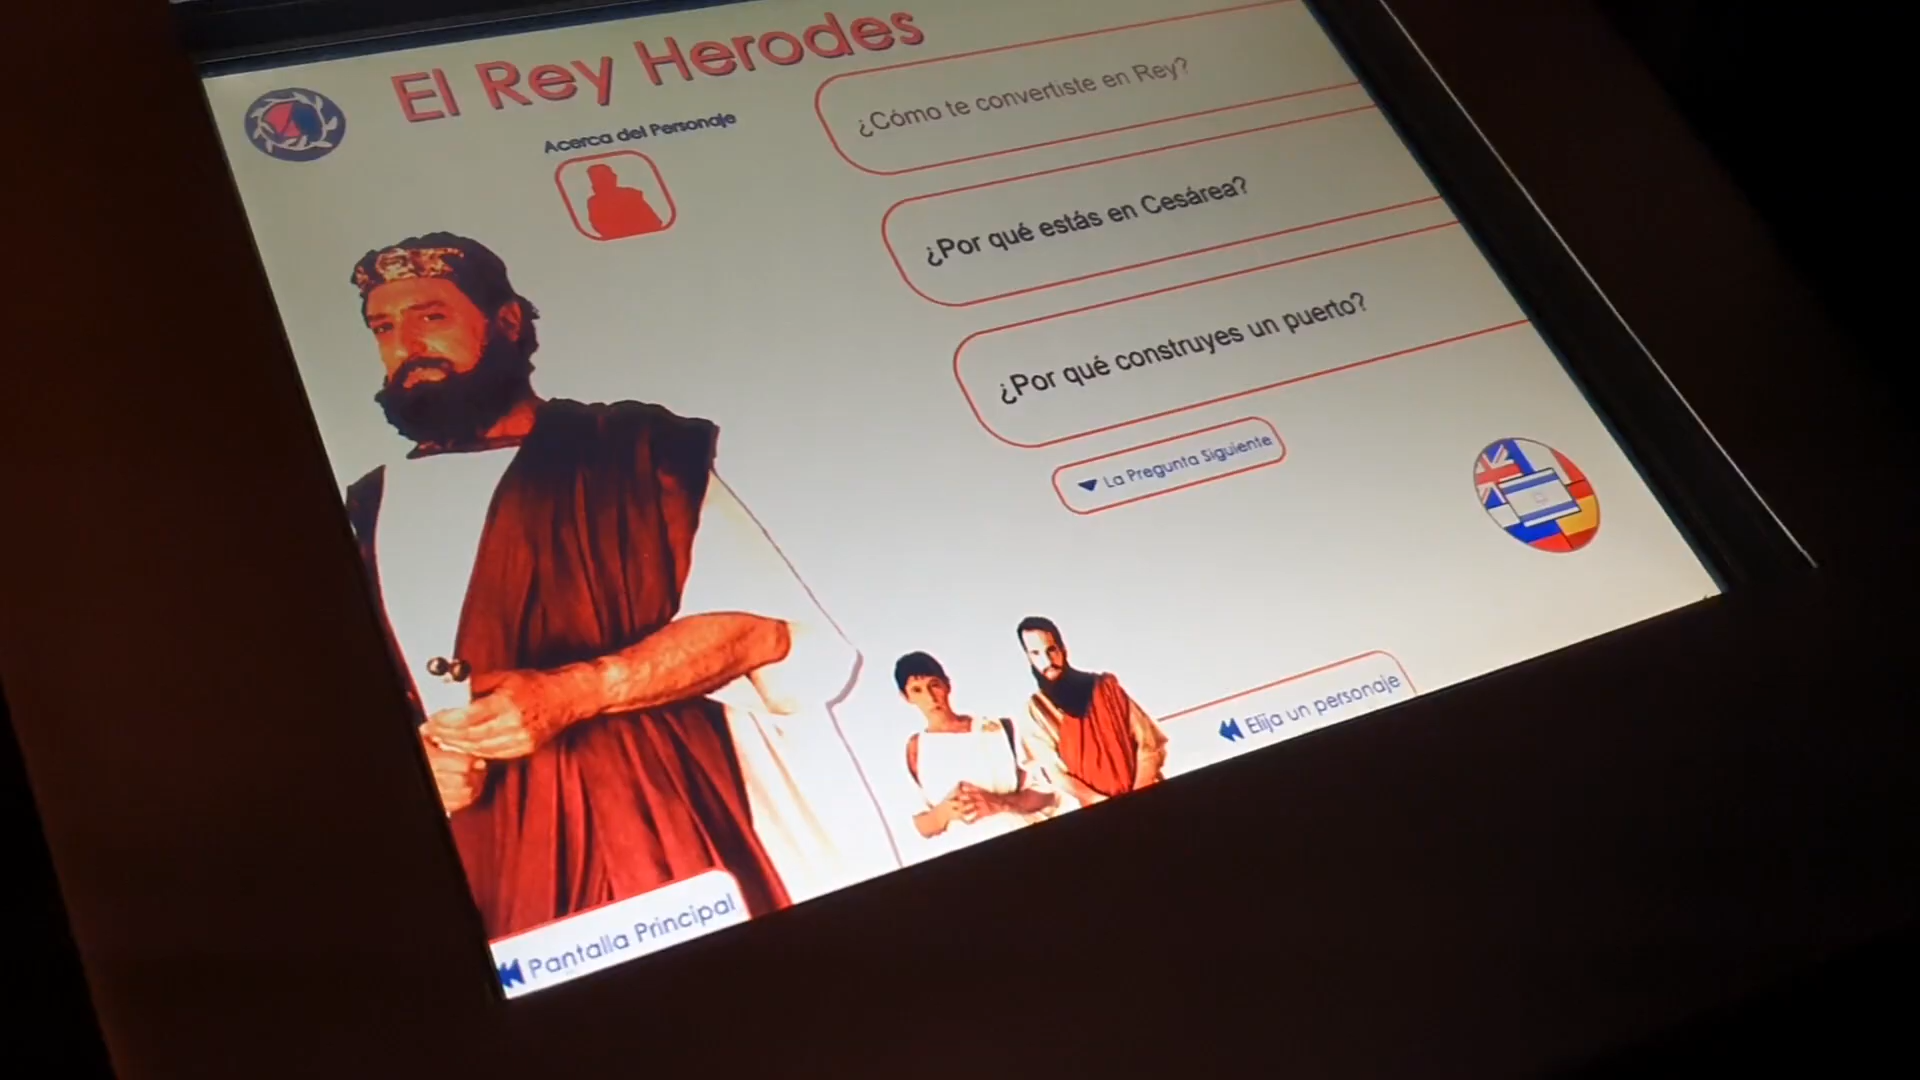 El Rey Herodes
Acerca del Personaje
¿Cómo te convertiste en Rey?
¿Por qué estás en Cesárea?
¿Por qué construyes un puerto?
La Pregunta Siguiente
Elija un personaje
Pantalla Principal